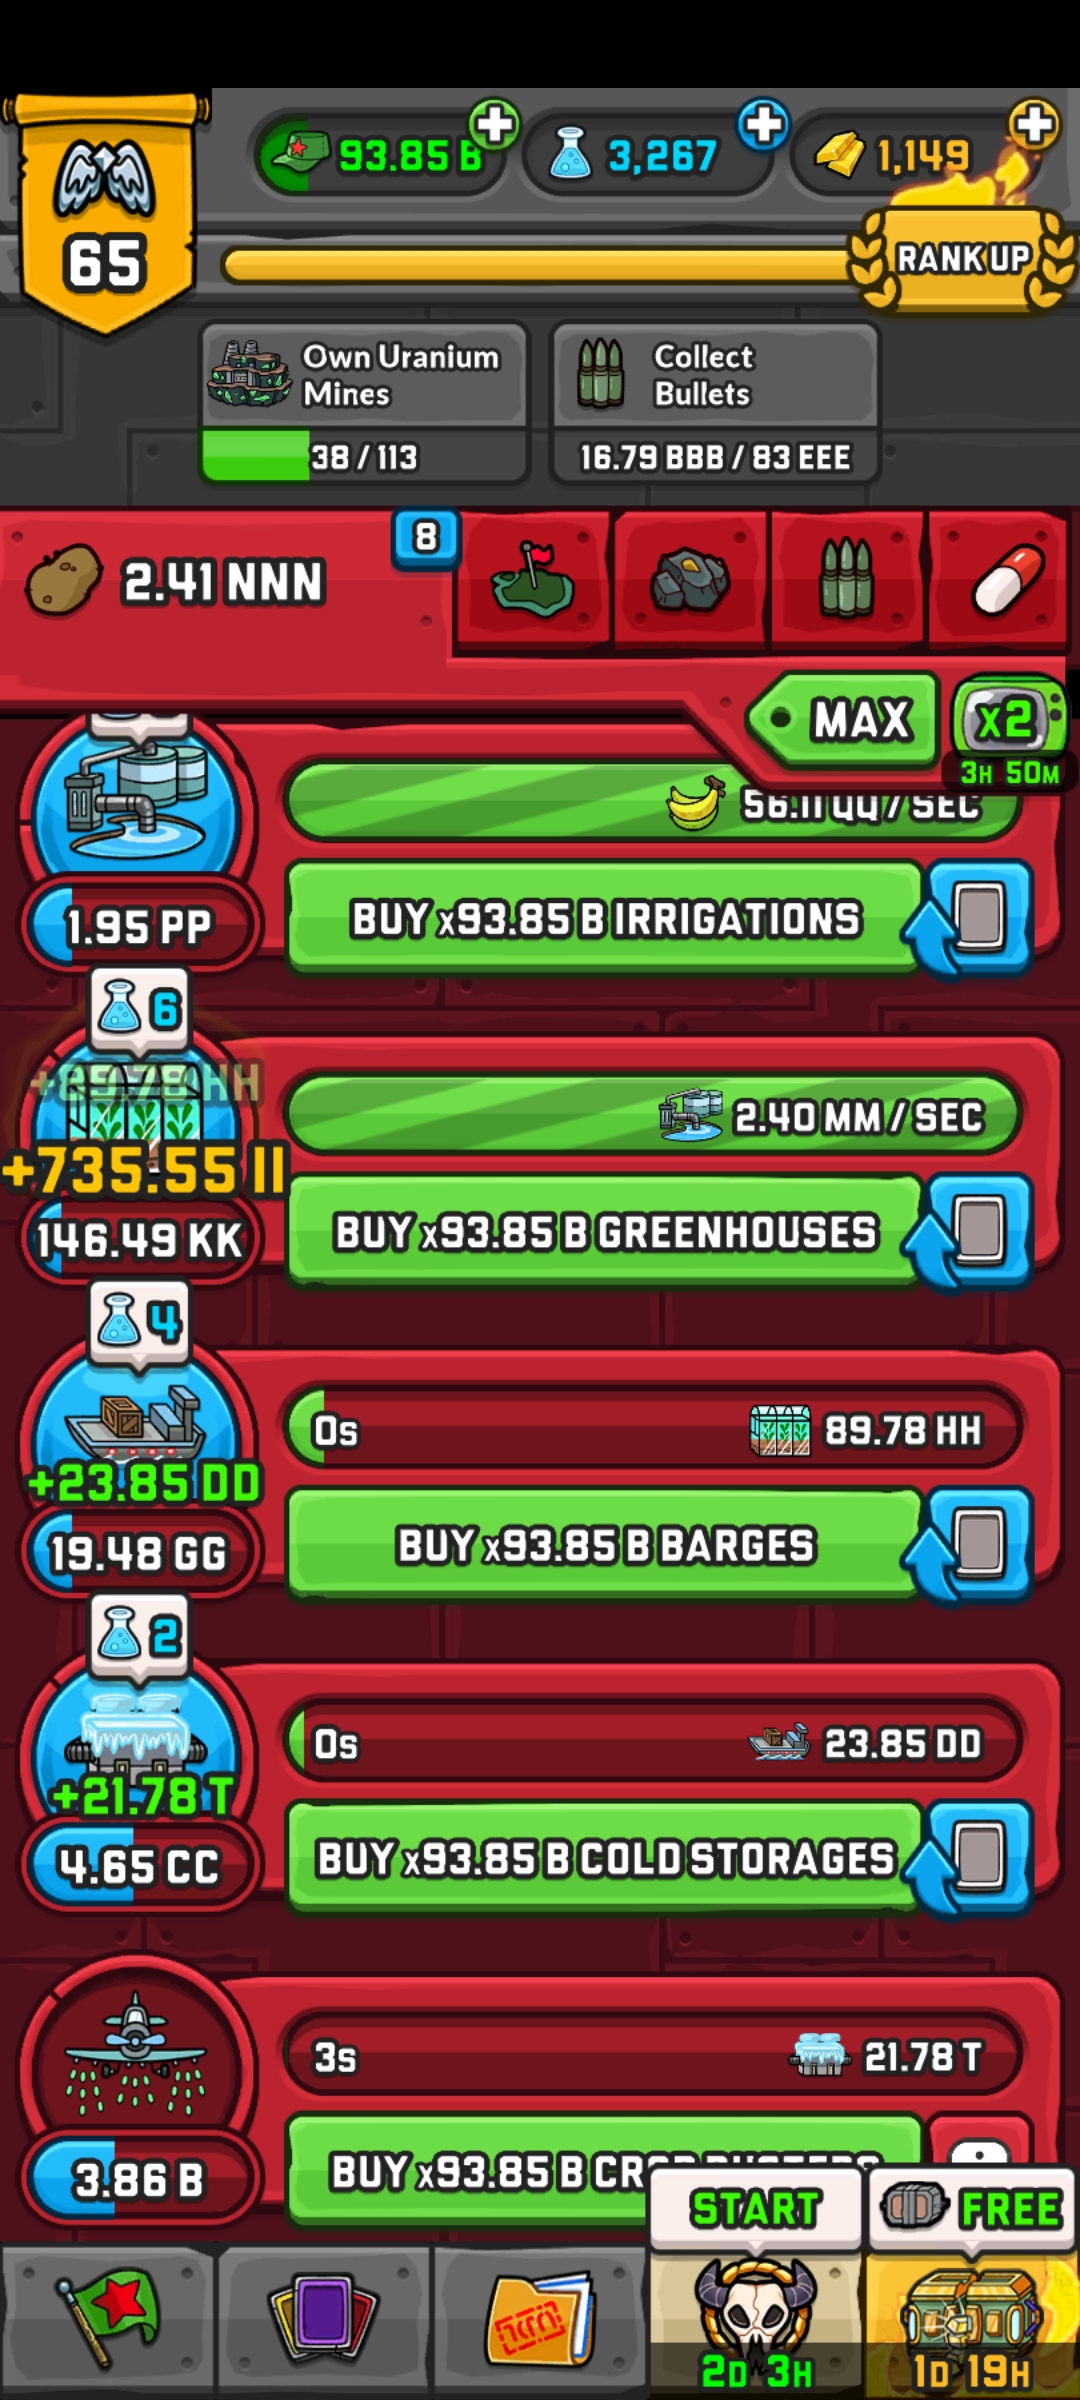 93.85 B
3,267
1,149
65
RANK UP
Own Uranium
Mines
38 / 113
Collect
Bullets
16.79 BBB / 83 EEE
2.41 NNN
8
MAX
x2
3H 50M
56.11 QQ / SEC
1.95 PP
BUY x93.85 B IRRIGATIONS
6
+89.78 HH
2.40 MM / SEC
+735.55 II
146.49 KK
BUY x93.85 B GREENHOUSES
4
0s
89.78 HH
+23.85 DD
19.48 GG
BUY x93.85 B BARGES
2
0s
23.85 DD
+21.78 T
4.65 CC
BUY x93.85 B COLD STORAGES
3s
21.78 T
3.86 B
BUY x93.85 B
START
FREE
2D 3H
1D 19H